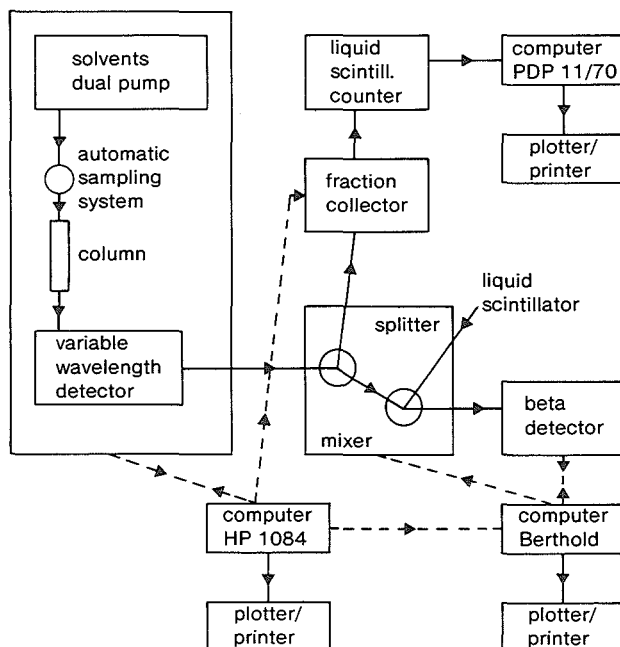 solvents
dual pump
automatic
sampling
system
column
variable
wavelength
detector
liquid
scintill.
counter
computer
PDP 11/70
plotter/
printer
fraction
collector
liquid
scintillator
splitter
mixer
beta
detector
computer
HP 1084
computer
Berthold
plotter/
printer
plotter/
printer